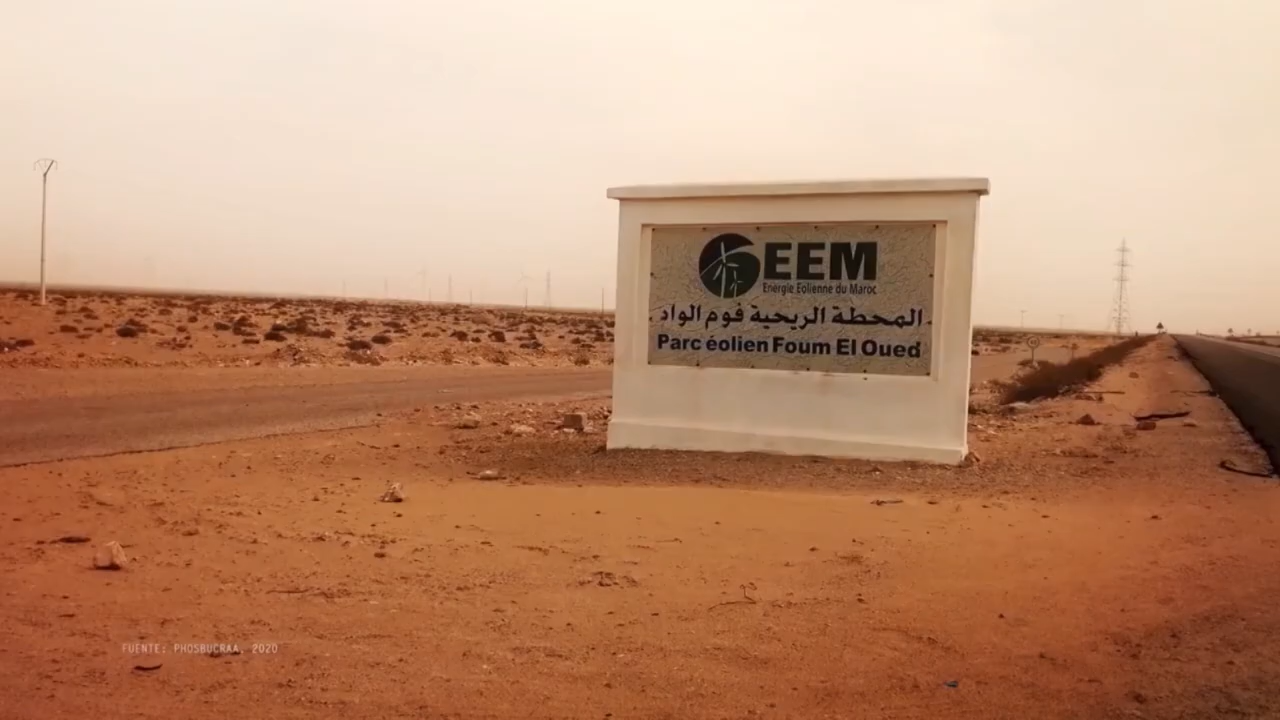 EEM
Energie Eolienne du Maroc
المحطة الريحية فوم الواد
Parc éolien Foum El Oued
FUENTE: PHOSBUCRAA, 2020